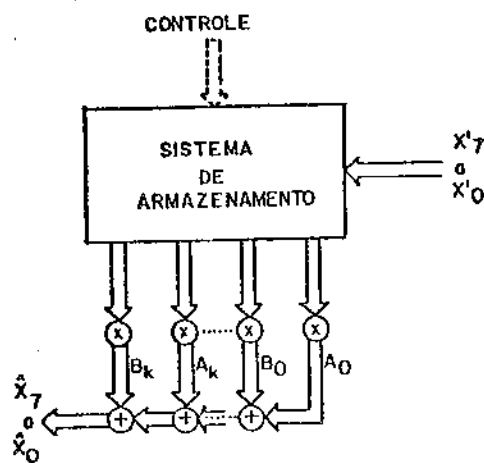 CONTROLE
SISTEMA
DE
ARMAZENAMENTO
X'7
a
X'0
x x x x
Bk Ak B0 A0
X̂7
a
X̂0
+ + +